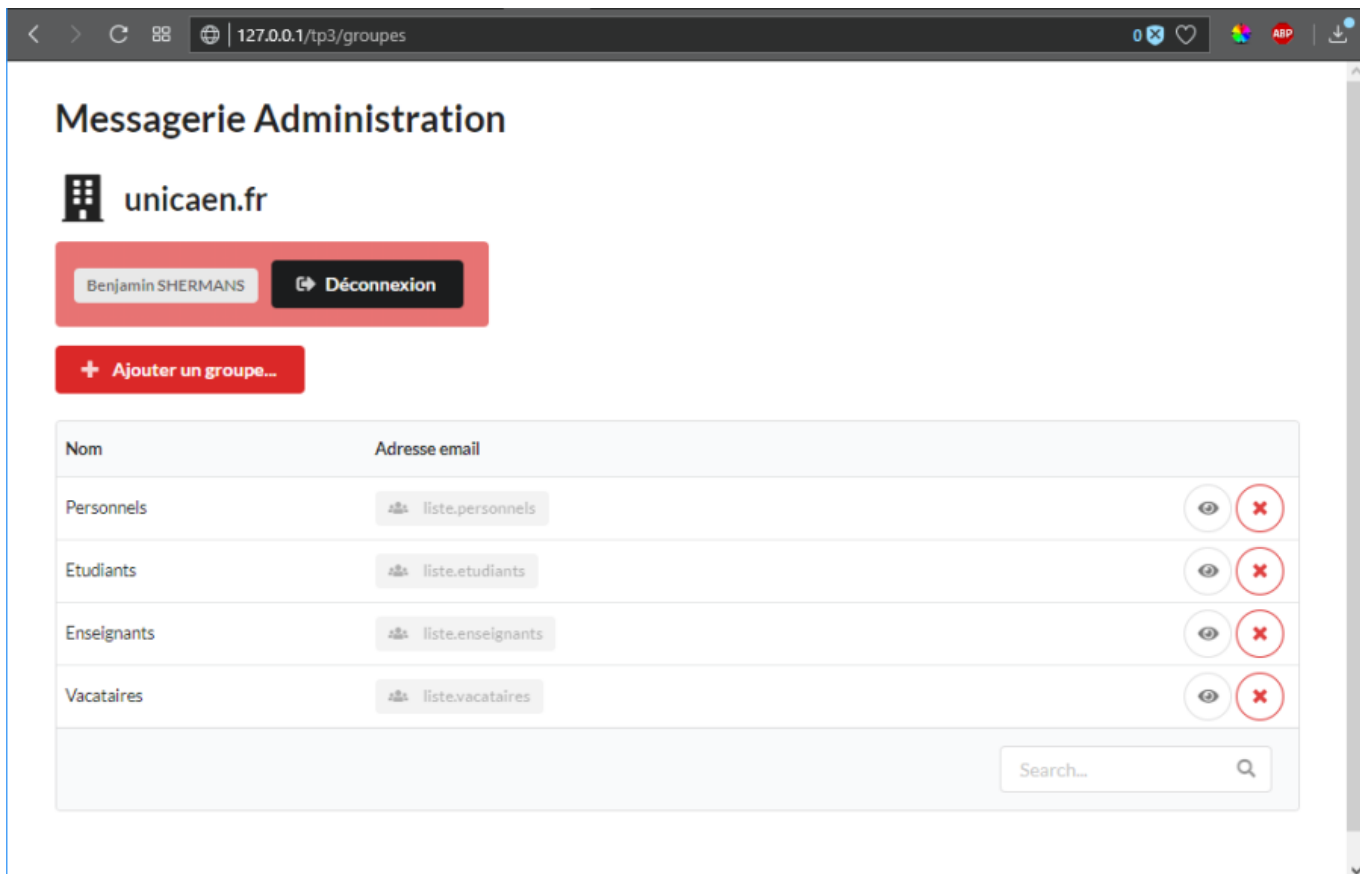 127.0.0.1/tp3/groupes
0
ABP
Messagerie Administration
unicaen.fr
Benjamin SHERMANS
Déconnexion
Ajouter un groupe...
Nom Adresse email
Personnels liste.personnels
Etudiants liste.etudiants
Enseignants liste.enseignants
Vacataires liste.vacataires
Search...